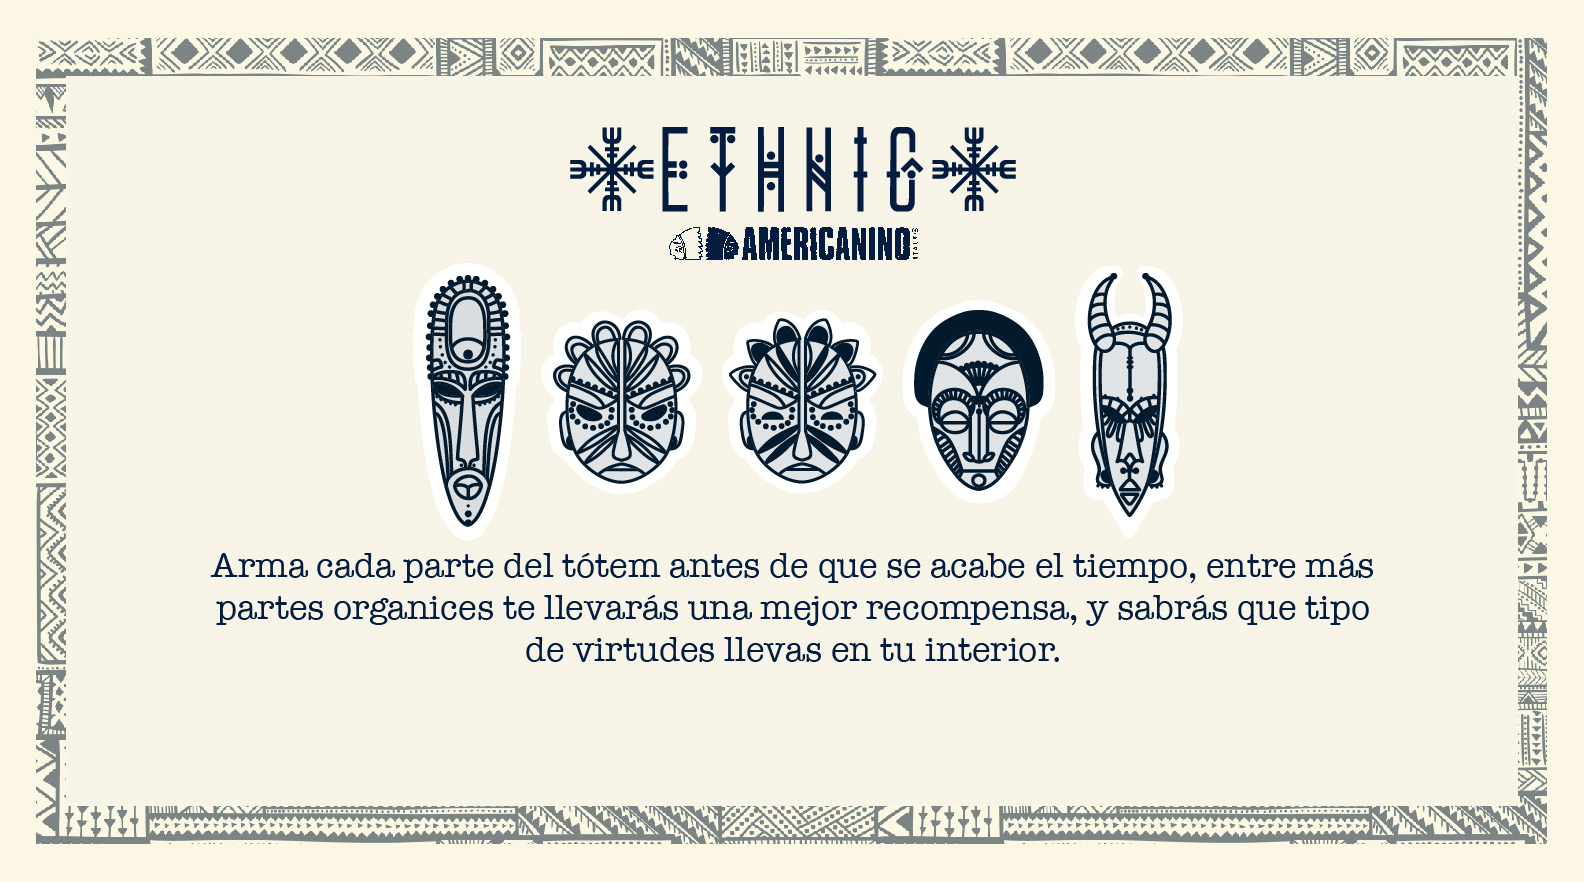 ETHNIC
AMERICANINO
Arma cada parte del tótem antes de que se acabe el tiempo, entre más
partes organices te llevarás una mejor recompensa, y sabrás que tipo
de virtudes llevas en tu interior.